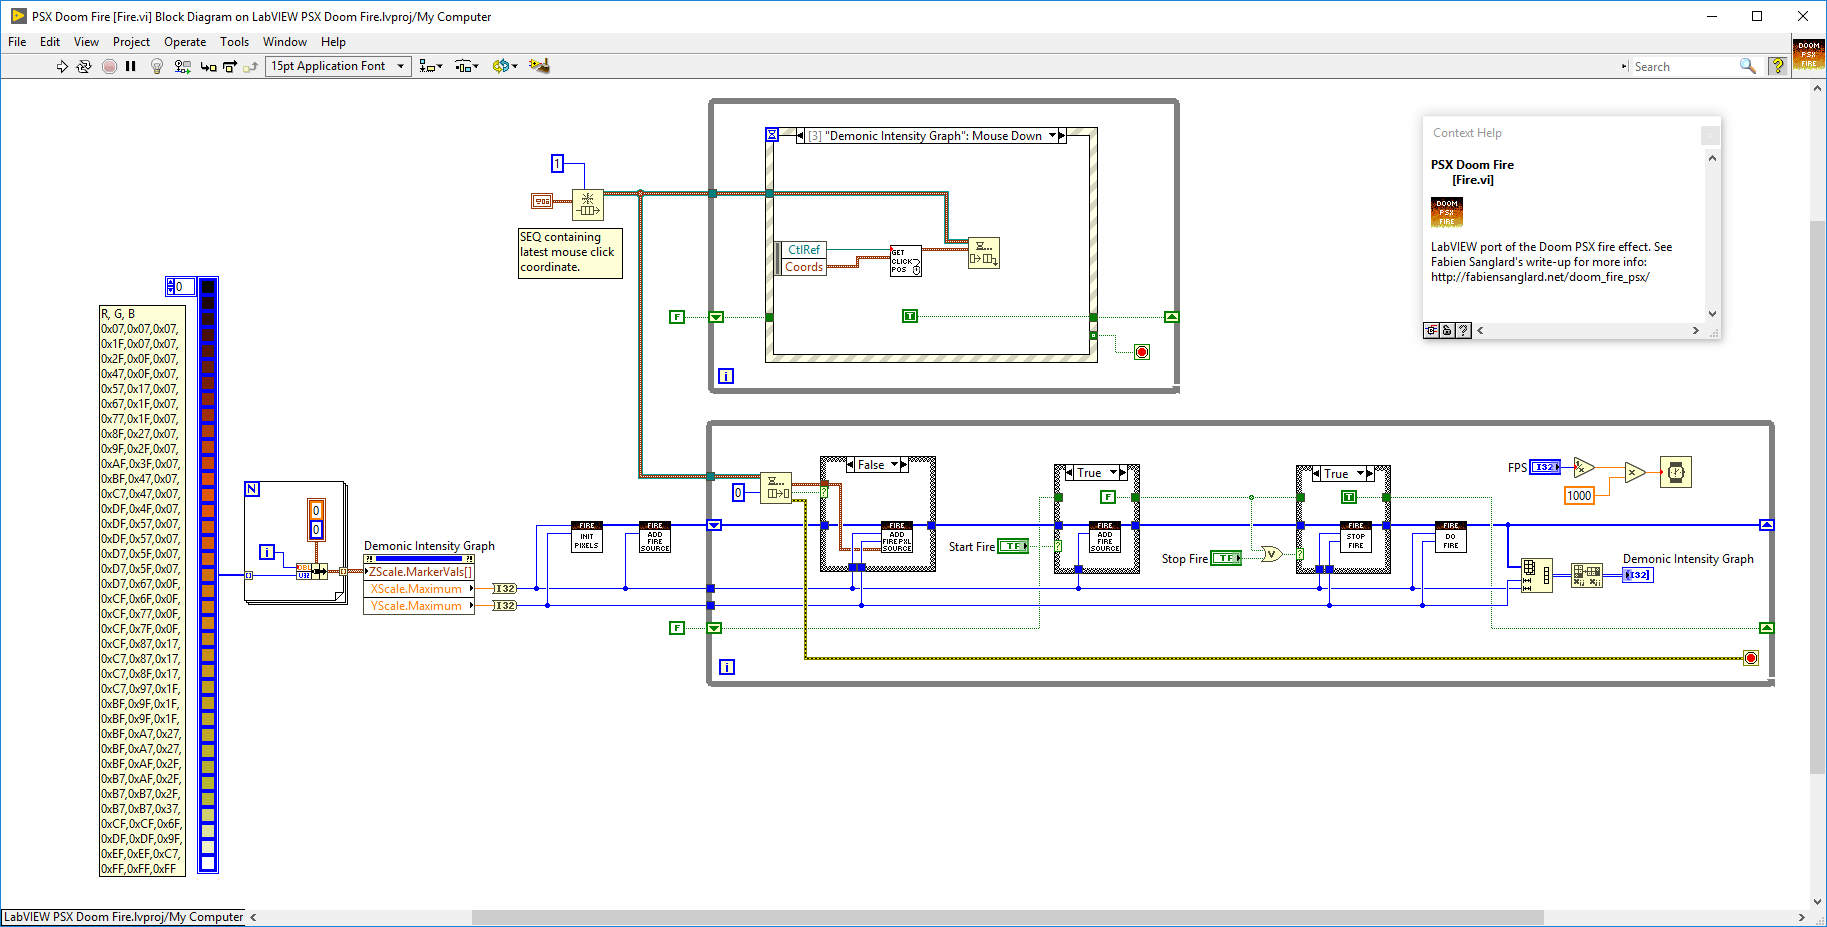 PSX Doom Fire [Fire.vi] Block Diagram on LabVIEW PSX Doom Fire.lvproj/My Computer
File Edit View Project Operate Tools Window Help
15pt Application Font
Search
DOOM
PSX
FIRE
[3] "Demonic Intensity Graph": Mouse Down
1
SEQ containing
latest mouse click
coordinate.
CtlRef
Coords
GET
CLICK
POS
F
T
i
Context Help
PSX Doom Fire
[Fire.vi]
DOOM
PSX
FIRE
LabVIEW port of the Doom PSX fire effect. See
Fabien Sanglard's write-up for more info:
http://fabiensanglard.net/doom_fire_psx/
0
R, G, B
0x07,0x07,0x07,
0x1F,0x07,0x07,
0x2F,0x0F,0x07,
0x47,0x0F,0x07,
0x57,0x17,0x07,
0x67,0x1F,0x07,
0x77,0x1F,0x07,
0x8F,0x27,0x07,
0x9F,0x2F,0x07,
0xAF,0x3F,0x07,
0xBF,0x47,0x07,
0xC7,0x47,0x07,
0xDF,0x4F,0x07,
0xDF,0x57,0x07,
0xDF,0x57,0x07,
0xD7,0x5F,0x07,
0xD7,0x5F,0x07,
0xD7,0x67,0x0F,
0xCF,0x6F,0x0F,
0xCF,0x77,0x0F,
0xCF,0x7F,0x0F,
0xCF,0x87,0x17,
0xC7,0x87,0x17,
0xC7,0x8F,0x17,
0xC7,0x97,0x1F,
0xBF,0x9F,0x1F,
0xBF,0x9F,0x1F,
0xBF,0xA7,0x27,
0xBF,0xA7,0x27,
0xBF,0xAF,0x2F,
0xB7,0xAF,0x2F,
0xB7,0xB7,0x2F,
0xB7,0xB7,0x37,
0xCF,0xCF,0x6F,
0xDF,0xDF,0x9F,
0xEF,0xEF,0xC7,
0xFF,0xFF,0xFF
N
0
0
i
DBL
U32
Demonic Intensity Graph
ZScale.MarkerVals[]
XScale.Maximum
YScale.Maximum
I32
I32
FIRE
INIT
PIXELS
FIRE
ADD
FIRE
SOURCE
F
0
False
FIRE
ADD
FIREPXL
SOURCE
Start Fire TF
True
F
FIRE
ADD
FIRE
SOURCE
Stop Fire TF
V
True
T
FIRE
STOP
FIRE
FIRE
DO
FIRE
FPS I32
1000
x
Demonic Intensity Graph
I32
i
LabVIEW PSX Doom Fire.lvproj/My Computer